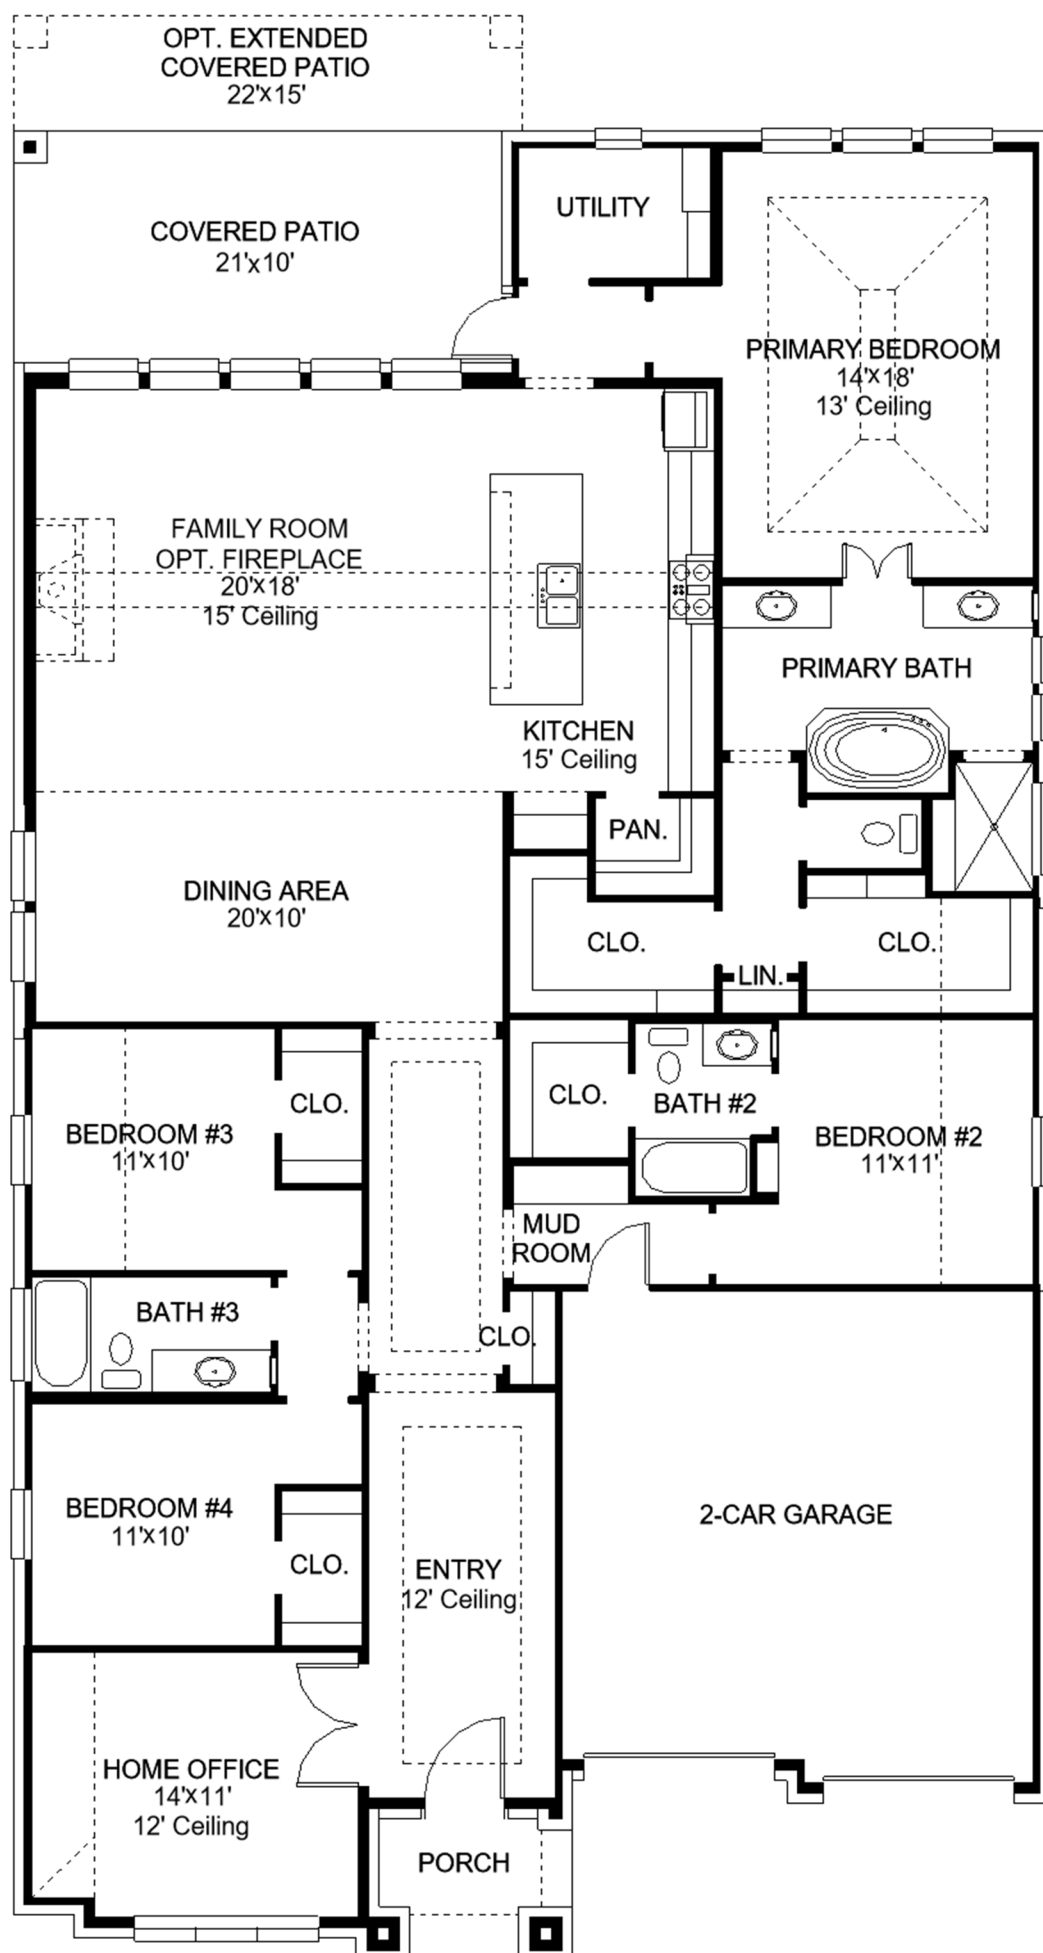 OPT. EXTENDED
COVERED PATIO
22'x15'
UTILITY
COVERED PATIO
21'x10'
PRIMARY BEDROOM
14'x18'
13' Ceiling
FAMILY ROOM
OPT. FIREPLACE
20'x18'
15' Ceiling
PRIMARY BATH
KITCHEN
15' Ceiling
PAN.
DINING AREA
20'x10'
CLO.
CLO.
LIN.
CLO.
CLO.
BATH #2
BEDROOM #3
11'x10'
BEDROOM #2
11'x11'
MUD
ROOM
BATH #3
CLO.
BEDROOM #4
11'x10'
2-CAR GARAGE
CLO.
ENTRY
12' Ceiling
HOME OFFICE
14'x11'
12' Ceiling
PORCH